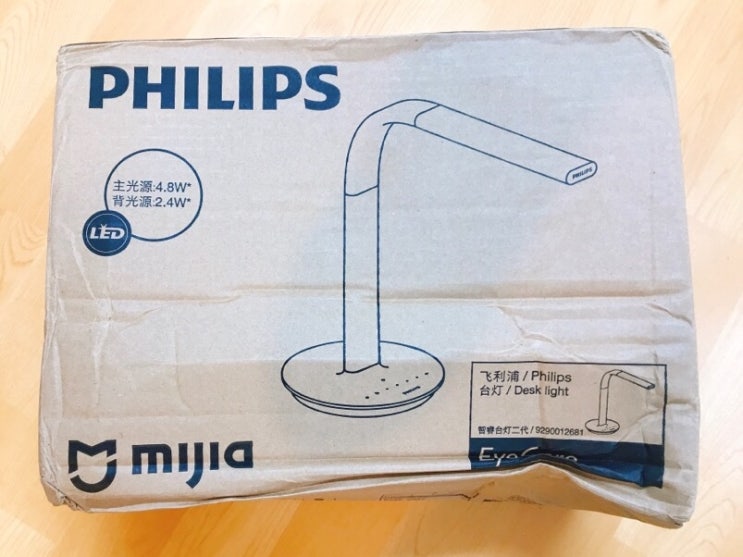 PHILIPS
主光源:4.8W*
背光源:2.4W*
LED
PHILIPS
飞利浦 / Philips
台灯 / Desk light
智睿台灯二代 / 9290012681
EyeCare
mijia